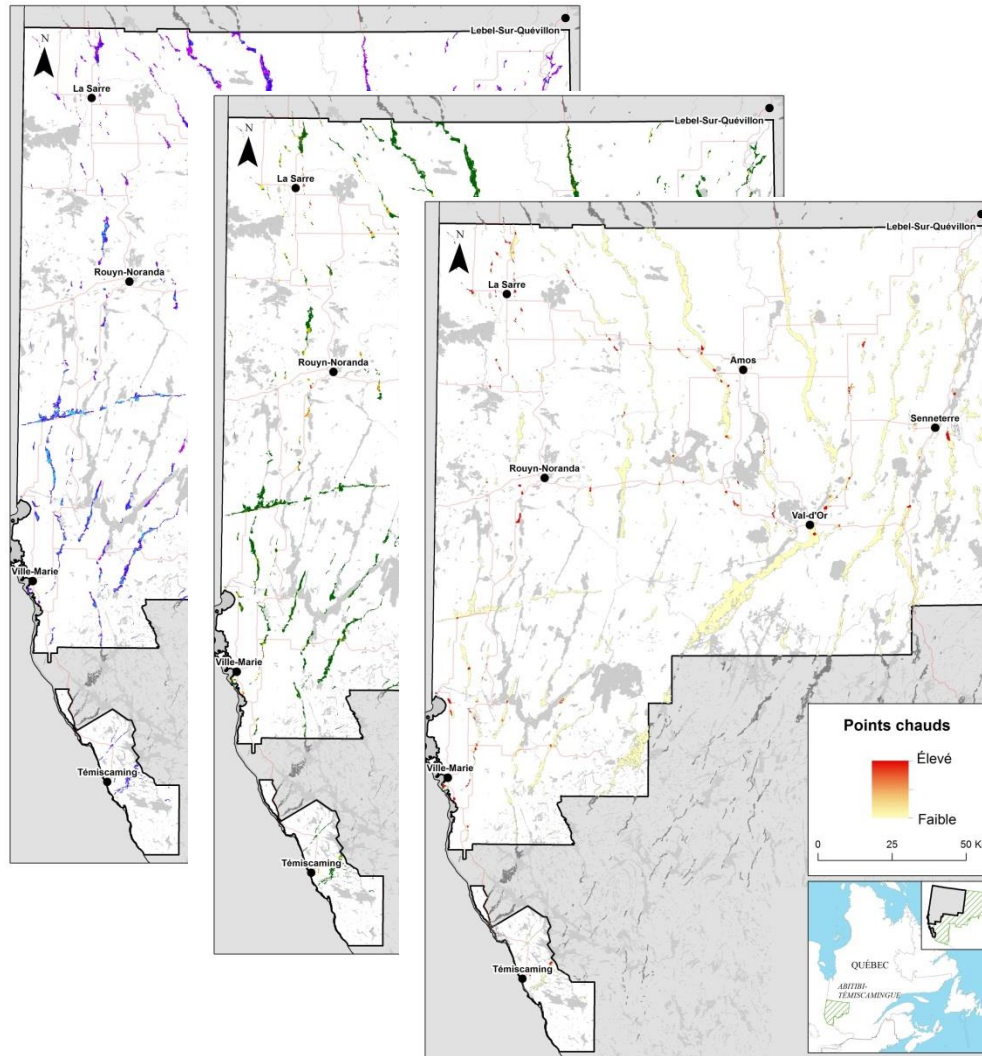 Lebel-Sur-Quévillon
N
La Sarre
Rouyn-Noranda
Ville-Marie
Témiscaming
Lebel-Sur-Quévillon
N
La Sarre
Rouyn-Noranda
Ville-Marie
Témiscaming
Lebel-Sur-Quévillon
N
La Sarre
Amos
Senneterre
Rouyn-Noranda
Val-d'Or
Ville-Marie
Témiscaming
Points chauds
Élevé
Faible
0 25 50 K
QUÉBEC
ABITIBI-
TÉMISCAMINGUE